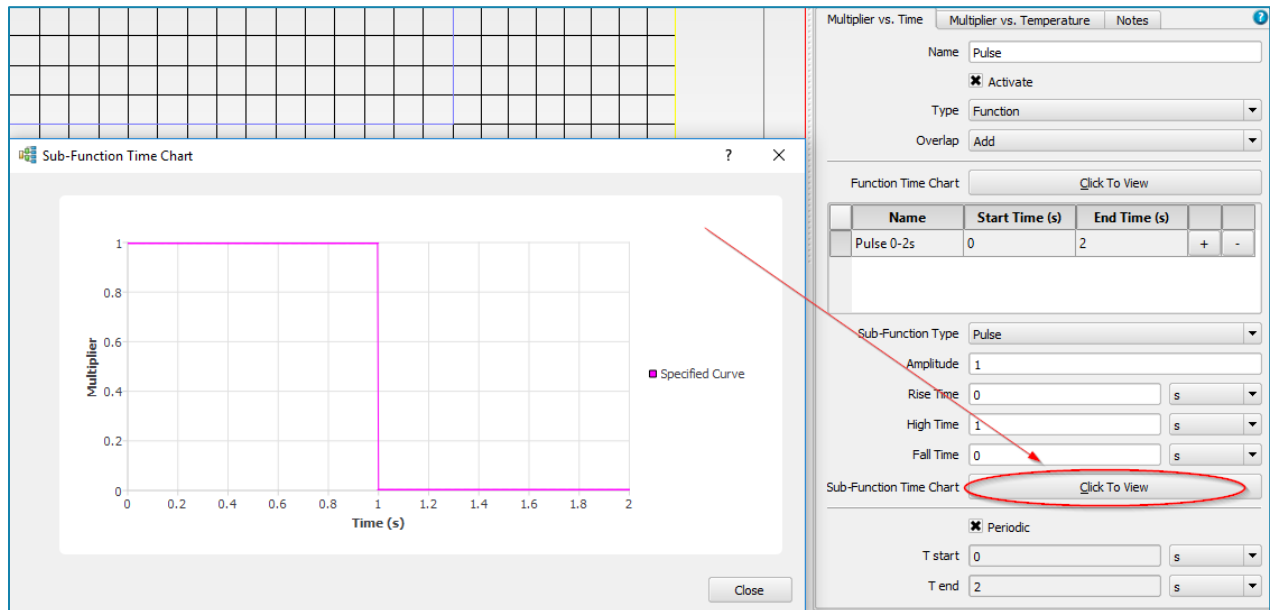 Sub-Function Time Chart
?
Multiplier
1
0.8
0.6
0.4
0.2
0
0 0.2 0.4 0.6 0.8 1 1.2 1.4 1.6 1.8 2
Time (s)
Specified Curve
Close
Multiplier vs. Time Multiplier vs. Temperature Notes ?
Name Pulse
Activate
Type Function
Overlap Add
Function Time Chart Click To View
Name Start Time (s) End Time (s)
Pulse 0-2s 0 2 + -
Sub-Function Type Pulse
Amplitude 1
Rise Time 0 s
High Time 1 s
Fall Time 0 s
Sub-Function Time Chart Click To View
Periodic
T start 0 s
T end 2 s